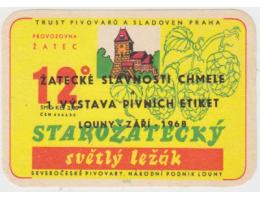 TRUST PIVOVARŮ A SLADOVEN PRAHA
PROVOZOVNA
ŽATEC
12°
ŽATECKÉ SLAVNOSTI CHMELE
VÝSTAVA PIVNÍCH ETIKET
LOUNY ZÁŘÍ - 1968
STAROŽATECKÝ
světlý ležák
SEVEROČESKÉ PIVOVARY, NÁRODNÍ PODNIK LOUNY